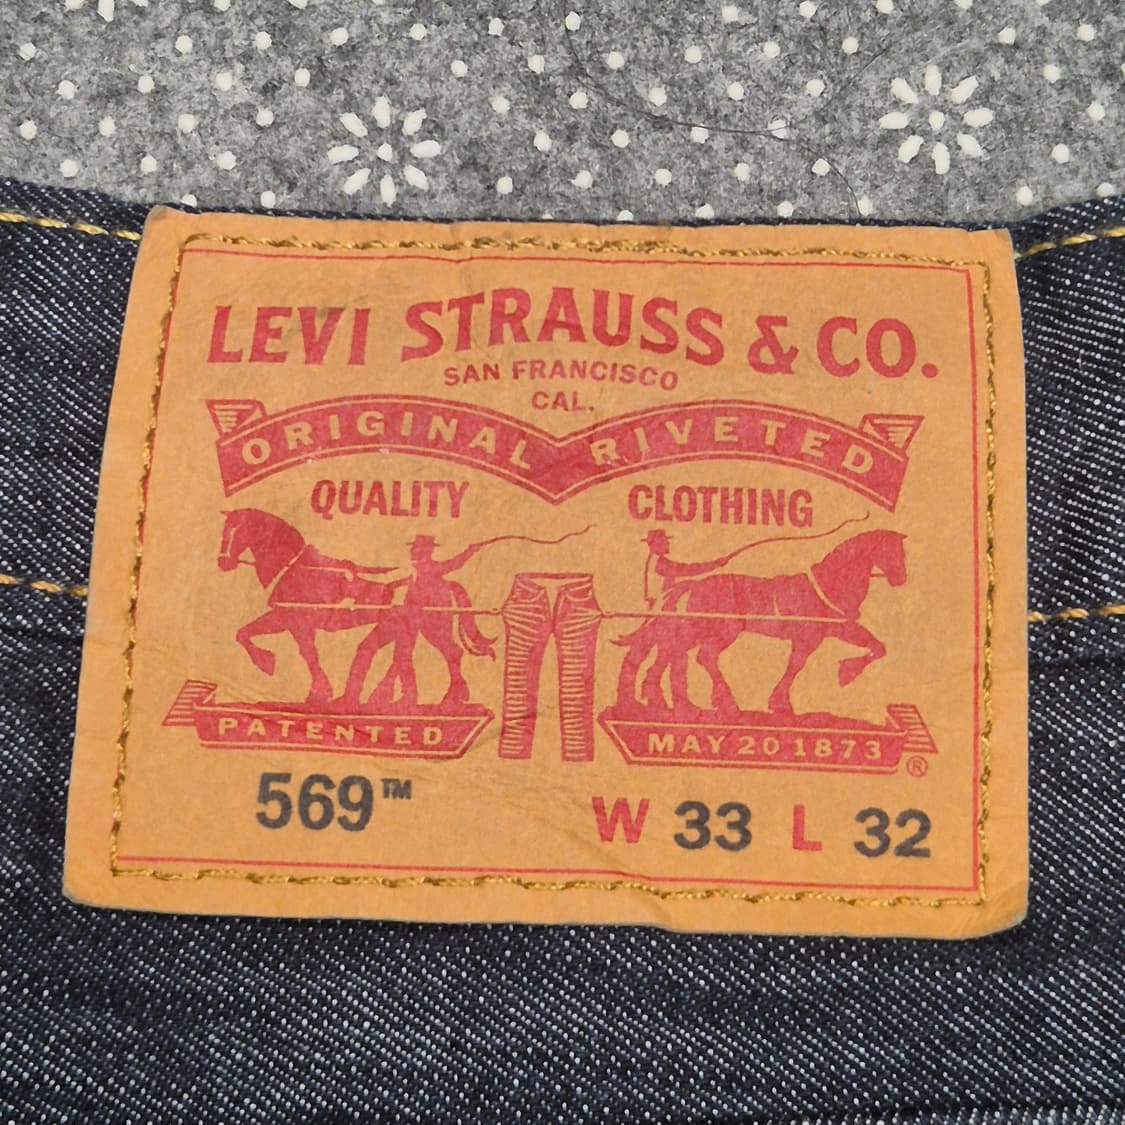 LEVI STRAUSS & CO.
SAN FRANCISCO
CAL.
ORIGINAL RIVETED
QUALITY CLOTHING
PATENTED MAY 20 1873
®
569™ W 33 L 32